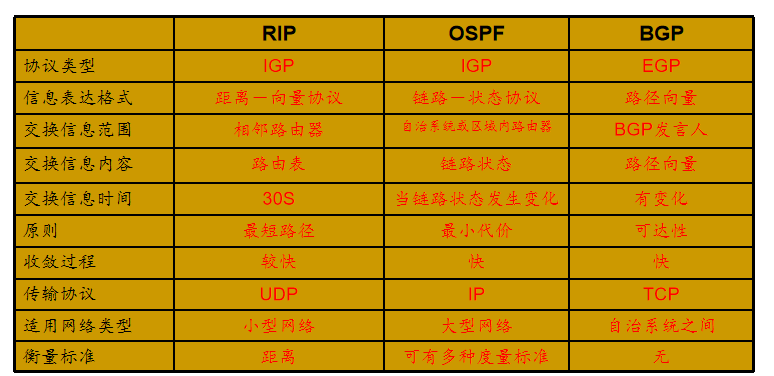 RIP OSPF BGP
协议类型 IGP IGP EGP
信息表达格式 距离－向量协议 链路－状态协议 路径向量
交换信息范围 相邻路由器 自治系统或区域内路由器 BGP发言人
交换信息内容 路由表 链路状态 路径向量
交换信息时间 30S 当链路状态发生变化 有变化
原则 最短路径 最小代价 可达性
收敛过程 较快 快 快
传输协议 UDP IP TCP
适用网络类型 小型网络 大型网络 自治系统之间
衡量标准 距离 可有多种度量标准 无